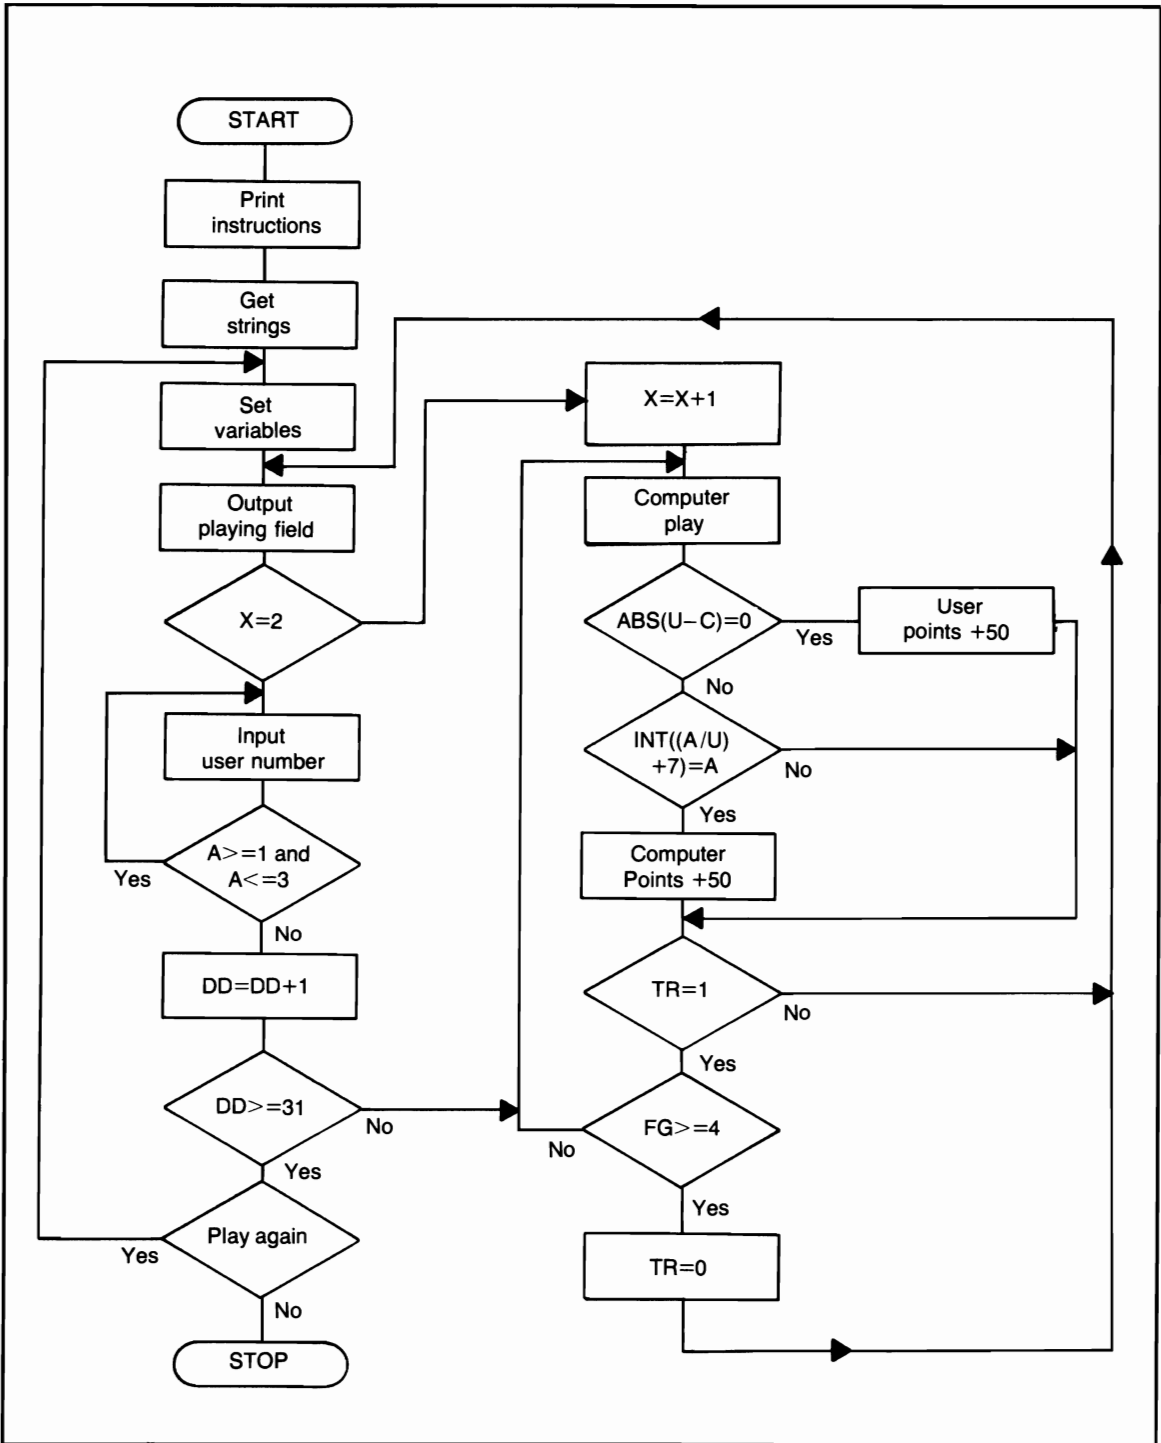 START
Print
instructions
Get
strings
Set
variables
Output
playing field
X=2
Input
user number
A>=1 and
A<=3
Yes
No
DD=DD+1
DD>=31
No
Yes
Play again
Yes
No
STOP
X=X+1
Computer
play
ABS(U-C)=0
Yes
User
points +50
No
INT((A/U)
+7)=A
No
Yes
Computer
Points +50
TR=1
No
Yes
FG>=4
No
Yes
TR=0